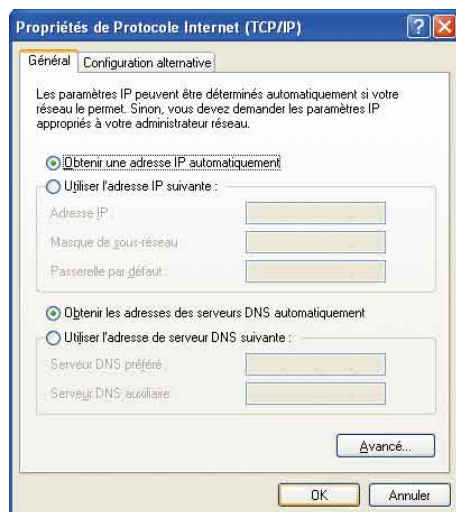 Propriétés de Protocole Internet (TCP/IP)
Général
Configuration alternative
Les paramètres IP peuvent être déterminés automatiquement si votre
réseau le permet. Sinon, vous devez demander les paramètres IP
appropriés à votre administrateur réseau.
Obtenir une adresse IP automatiquement
Utiliser l'adresse IP suivante :
Adresse IP :
Masque de sous-réseau
Passerelle par défaut :
Obtenir les adresses des serveurs DNS automatiquement
Utiliser l'adresse de serveur DNS suivante :
Serveur DNS préféré
Serveur DNS auxiliaire
Avancé...
OK
Annuler